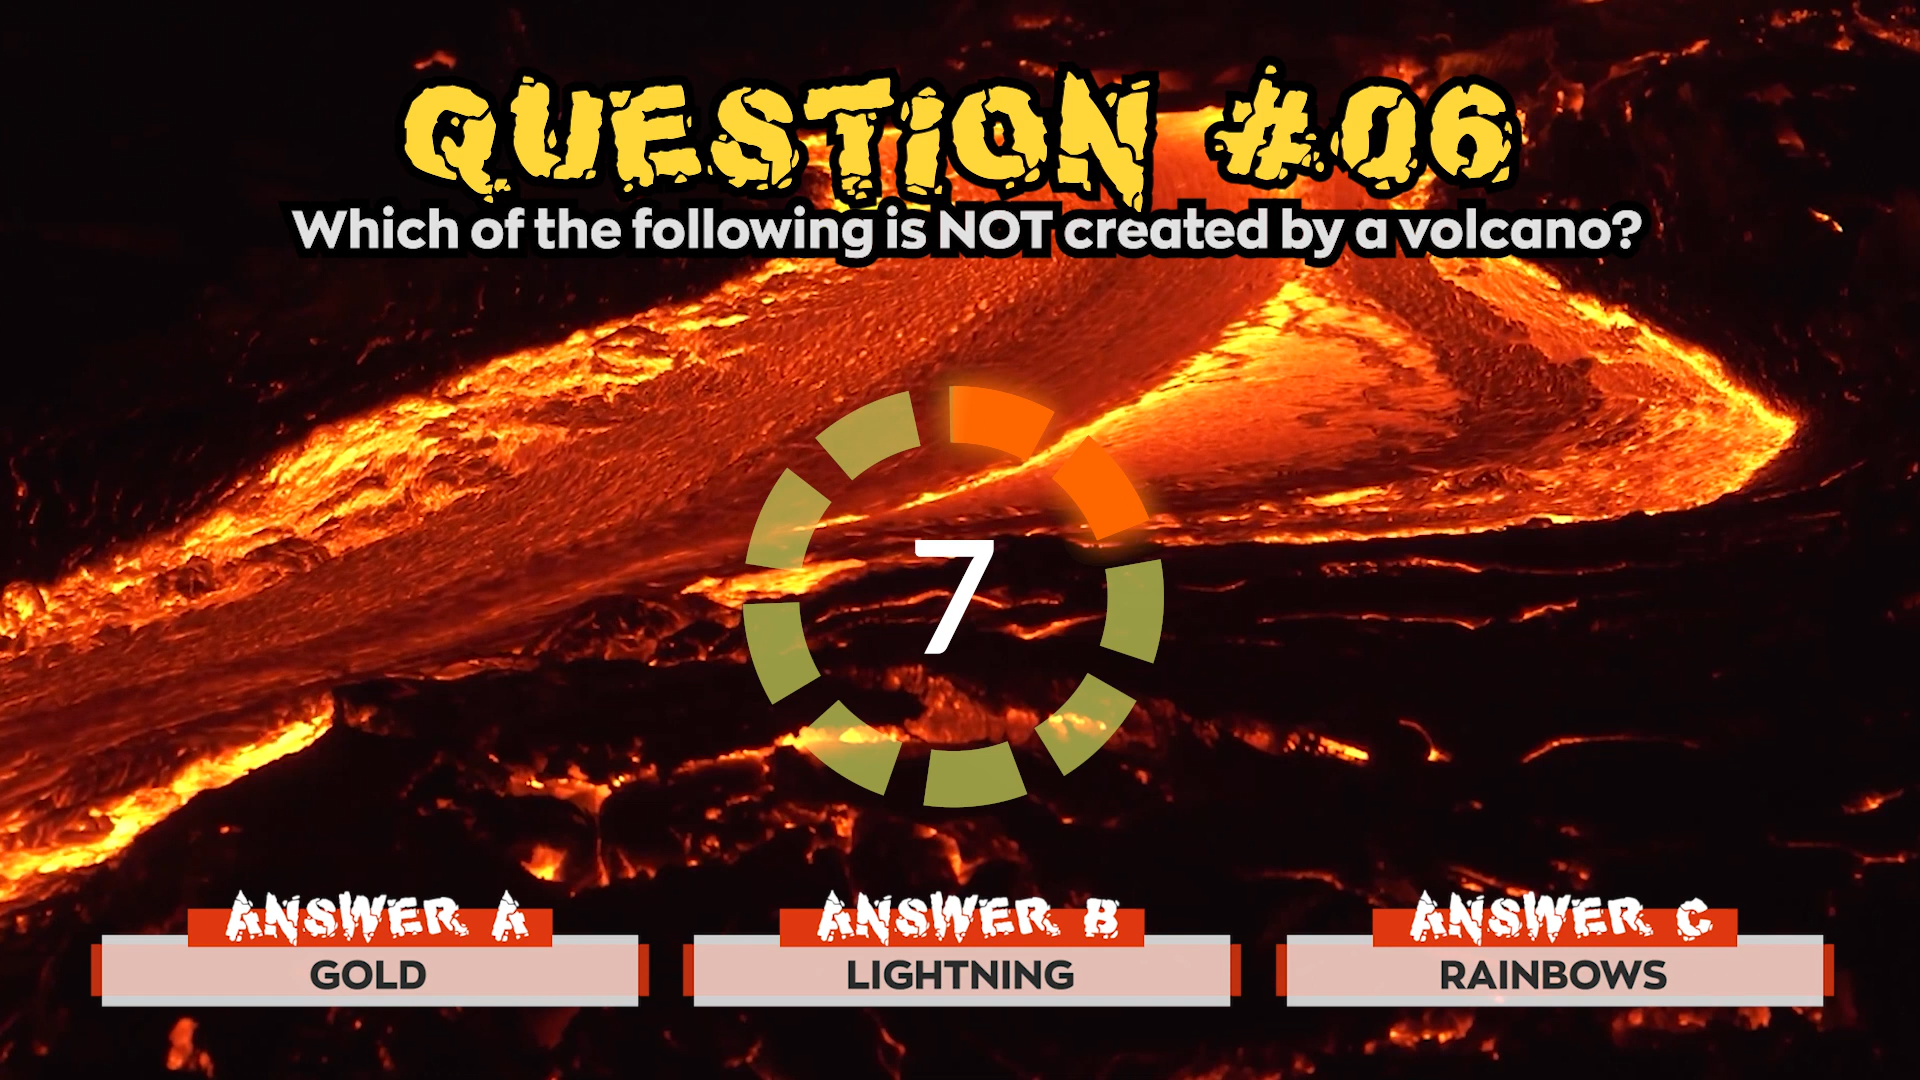 QUESTION #06
Which of the following is NOT created by a volcano?
7
ANSWER A
GOLD
ANSWER B
LIGHTNING
ANSWER C
RAINBOWS